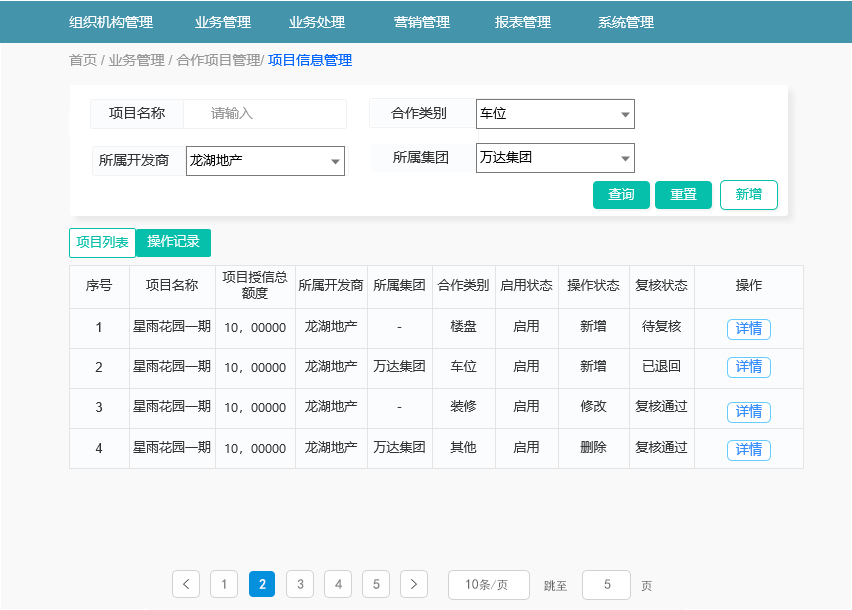 组织机构管理 业务管理 业务处理 营销管理 报表管理 系统管理
首页 / 业务管理 / 合作项目管理/ 项目信息管理
项目名称 请输入 合作类别 车位
所属开发商 龙湖地产 所属集团 万达集团
查询 重置 新增
项目列表 操作记录
序号 项目名称 项目授信总额度 所属开发商 所属集团 合作类别 启用状态 操作状态 复核状态 操作
1 星雨花园一期 10，00000 龙湖地产 - 楼盘 启用 新增 待复核 详情
2 星雨花园一期 10，00000 龙湖地产 万达集团 车位 启用 新增 已退回 详情
3 星雨花园一期 10，00000 龙湖地产 - 装修 启用 修改 复核通过 详情
4 星雨花园一期 10，00000 龙湖地产 万达集团 其他 启用 删除 复核通过 详情
< 1 2 3 4 5 > 10条/页 跳至 5 页